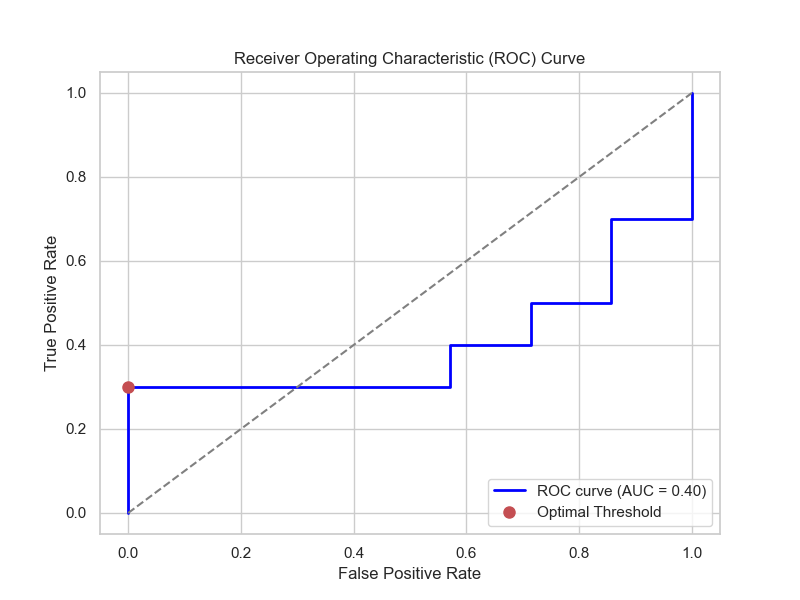 Receiver Operating Characteristic (ROC) Curve
True Positive Rate
1.0
0.8
0.6
0.4
0.2
0.0
ROC curve (AUC = 0.40)
Optimal Threshold
0.0 0.2 0.4 0.6 0.8 1.0
False Positive Rate